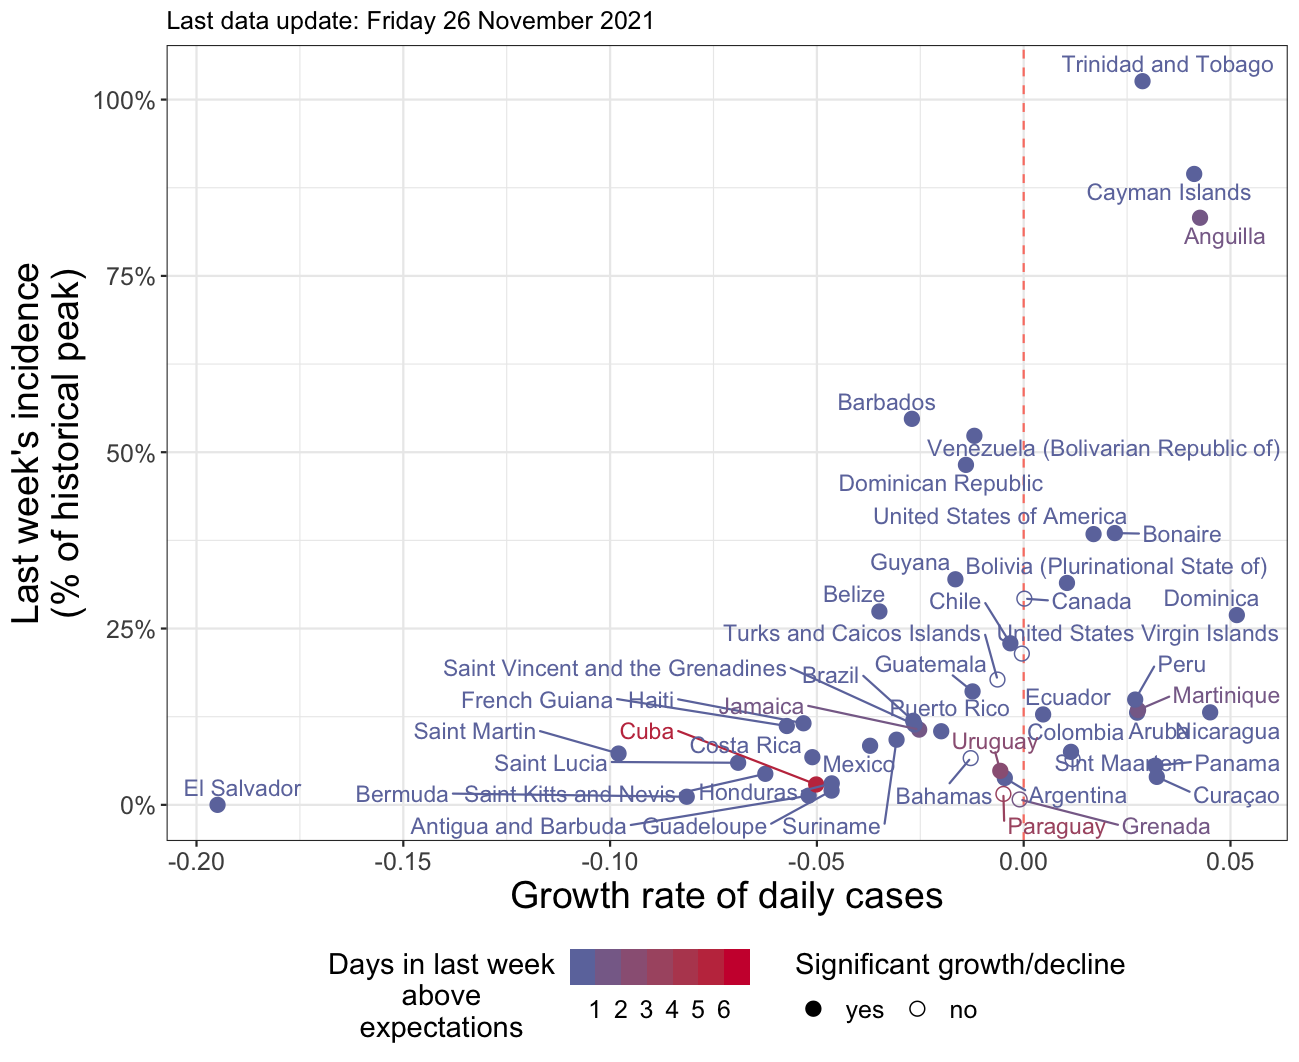 Last data update: Friday 26 November 2021
Last week's incidence
(% of historical peak)
100%
75%
50%
25%
0%
Trinidad and Tobago
Cayman Islands
Anguilla
Barbados
Venezuela (Bolivarian Republic of)
Dominican Republic
United States of America
Bonaire
Guyana
Bolivia (Plurinational State of)
Belize
Chile
Canada
Dominica
Turks and Caicos Islands
United States Virgin Islands
Saint Vincent and the Grenadines
Brazil
Guatemala
Peru
French Guiana
Haiti
Jamaica
Puerto Rico
Ecuador
Martinique
Saint Martin
Cuba
Costa Rica
Uruguay
Colombia
Aruba
Nicaragua
Saint Lucia
Mexico
Sint Maarten
Panama
El Salvador
Bermuda
Saint Kitts and Nevis
Honduras
Bahamas
Argentina
Curaçao
Antigua and Barbuda
Guadeloupe
Suriname
Paraguay
Grenada
-0.20
-0.15
-0.10
-0.05
0.00
0.05
Growth rate of daily cases
Days in last week
above
expectations
1 2 3 4 5 6
Significant growth/decline
yes
no